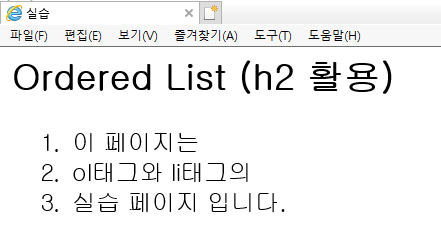 실습
파일(F) 편집(E) 보기(V) 즐겨찾기(A) 도구(T) 도움말(H)
Ordered List (h2 활용)
1. 이 페이지는
2. ol태그와 li태그의
3. 실습 페이지 입니다.